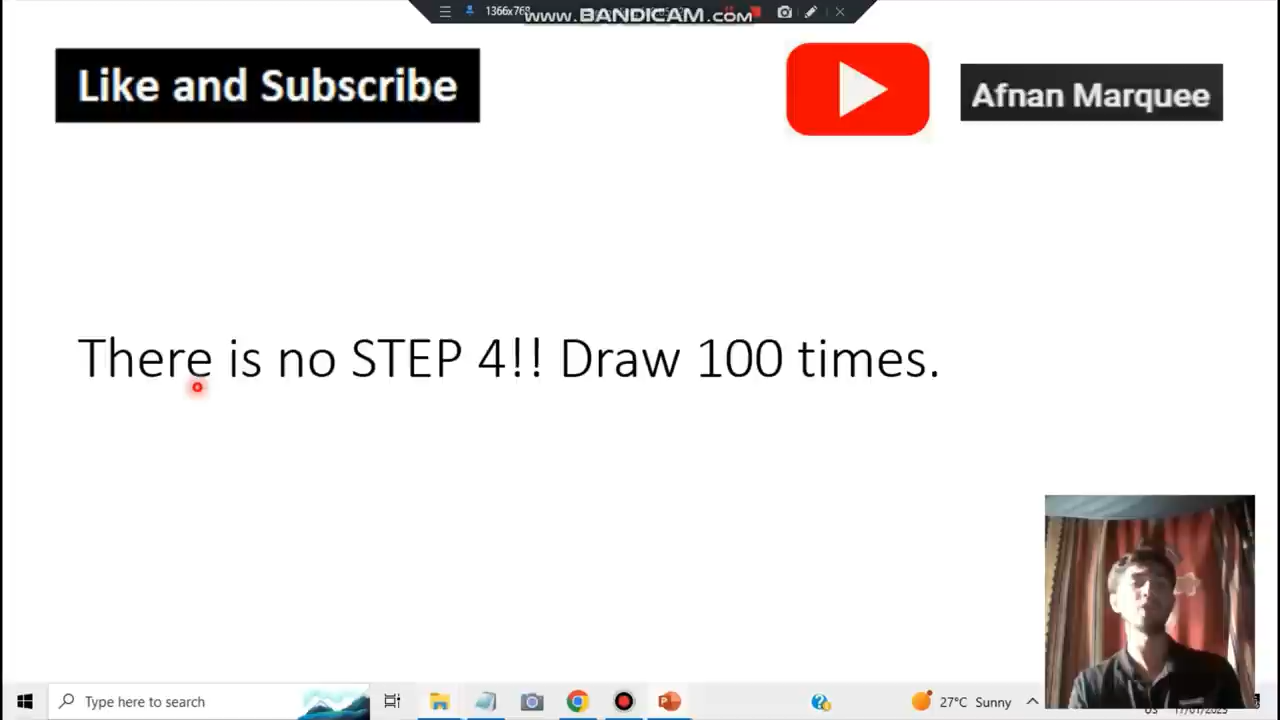 1366x768
www.BANDICAM.com
Like and Subscribe
Afnan Marquee
There is no STEP 4!! Draw 100 times.
Type here to search
27°C Sunny